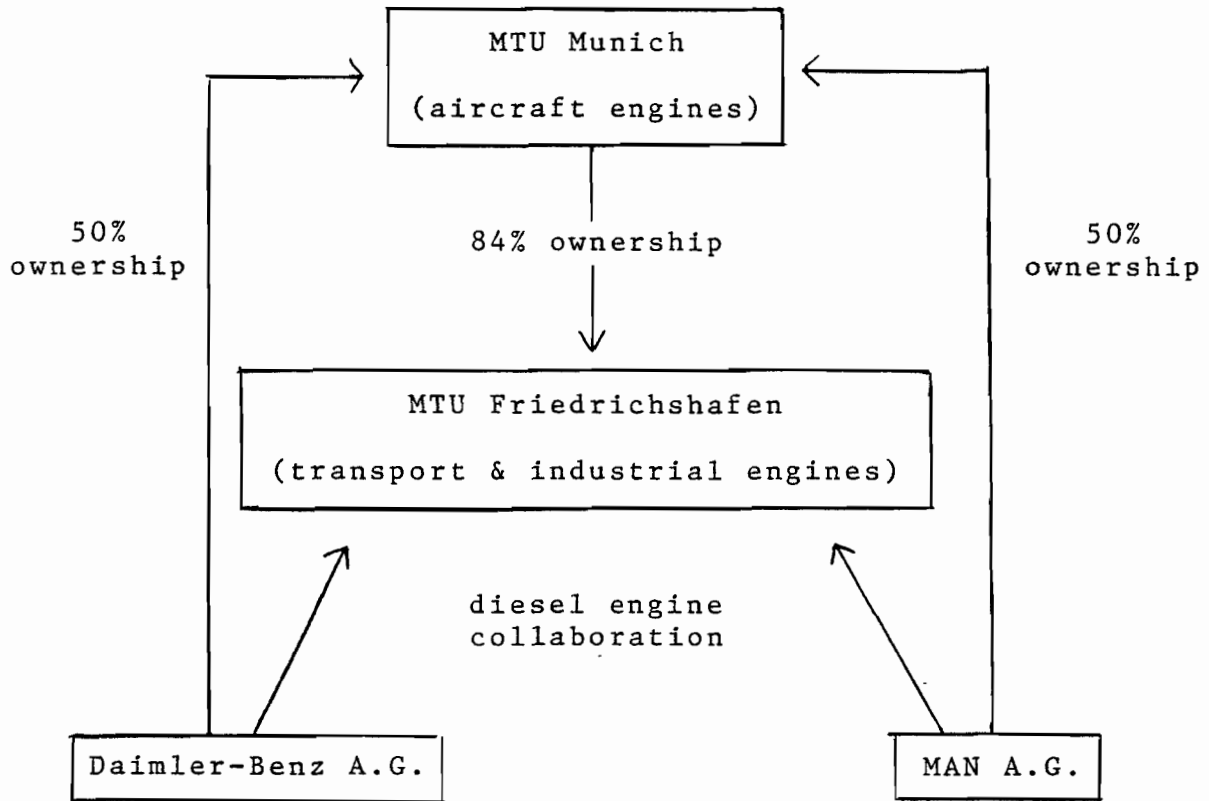 MTU Munich
(aircraft engines)
50%
ownership
84% ownership
50%
ownership
MTU Friedrichshafen
(transport & industrial engines)
diesel engine
collaboration
Daimler-Benz A.G.
MAN A.G.